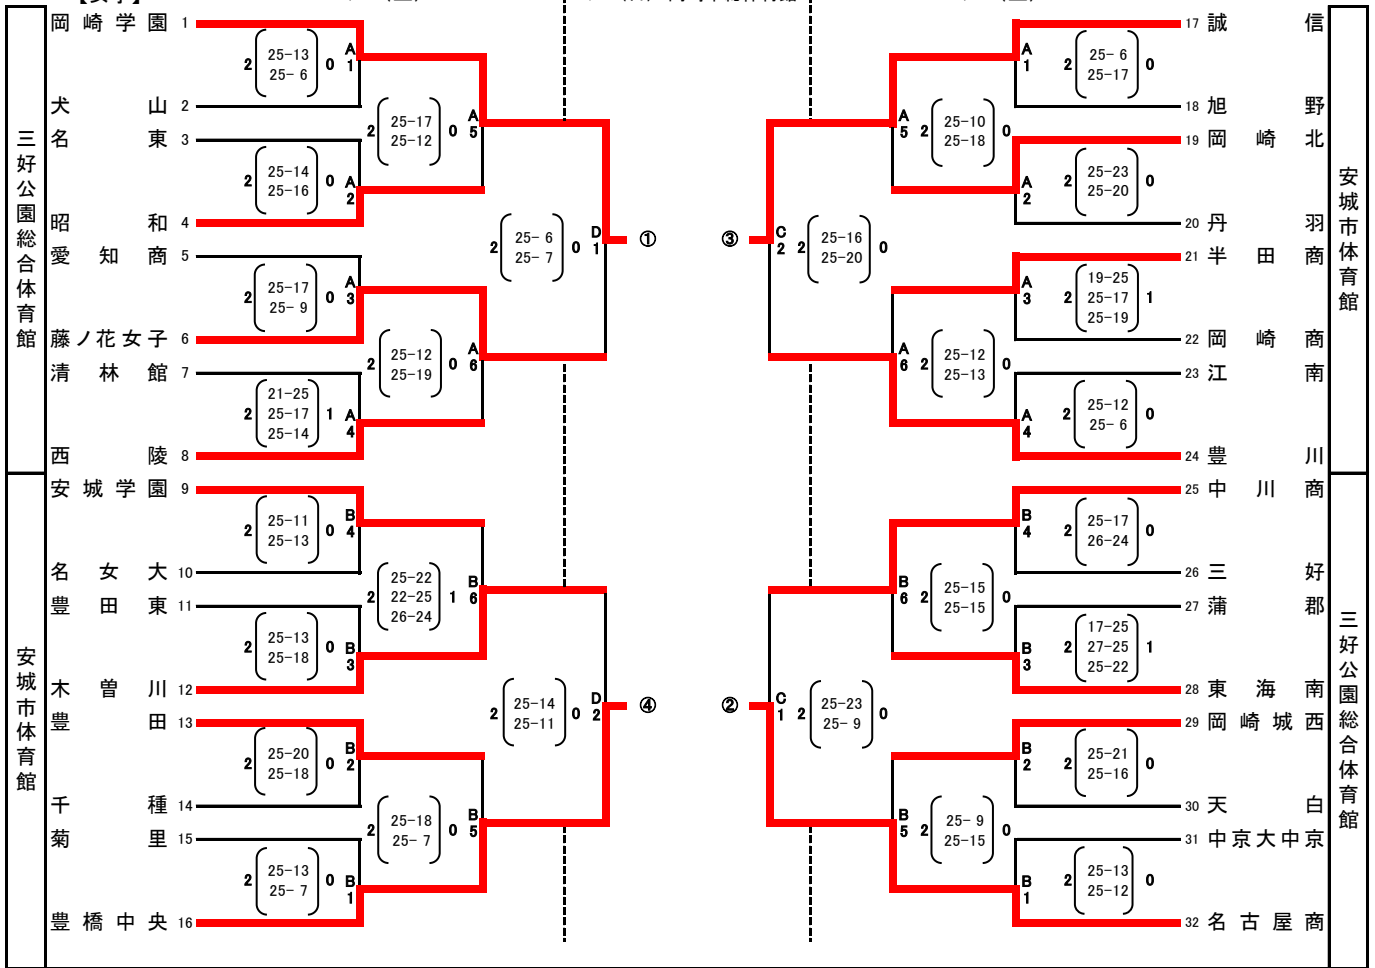 岡崎学園 1
犬山 2
名東 3
昭和 4
愛知商 5
藤ノ花女子 6
清林館 7
西陵 8
安城学園 9
名女大 10
豊田東 11
木曽川 12
豊田 13
千種 14
菊里 15
豊橋中央 16
三好公園総合体育館
安城市体育館
2 25-13 0 A1
25- 6
2 25-14 0 A2
25-16
2 25-17 0 A3
25- 9
2 21-25 1 A4
25-17
25-14
2 25-11 0 B4
25-13
2 25-13 0 B3
25-18
2 25-20 0 B2
25-18
2 25-13 0 B1
25- 7
2 25-17 0 A5
25-12
2 25-12 0 A6
25-19
2 25-22 1 B6
22-25
26-24
2 25-18 0 B5
25- 7
2 25- 6 0 D1
25- 7
2 25-14 0 D2
25-11
①
④
③
②
C2 2 25-16 0
25-20
C1 2 25-23 0
25- 9
A5 2 25-10 0
25-18
A6 2 25-12 0
25-13
B6 2 25-15 0
25-15
B5 2 25- 9 0
25-15
A1 2 25- 6 0
25-17
A2 2 25-23 0
25-20
A3 2 19-25 1
25-17
25-19
A4 2 25-12 0
25- 6
B4 2 25-17 0
26-24
B3 2 17-25 1
27-25
25-22
B2 2 25-21 0
25-16
B1 2 25-13 0
25-12
17 誠信
18 旭野
19 岡崎北
20 丹羽
21 半田商
22 岡崎商
23 江南
24 豊川
25 中川商
26 三好
27 蒲郡
28 東海南
29 岡崎城西
30 天白
31 中京大中京
32 名古屋商
安城市体育館
三好公園総合体育館